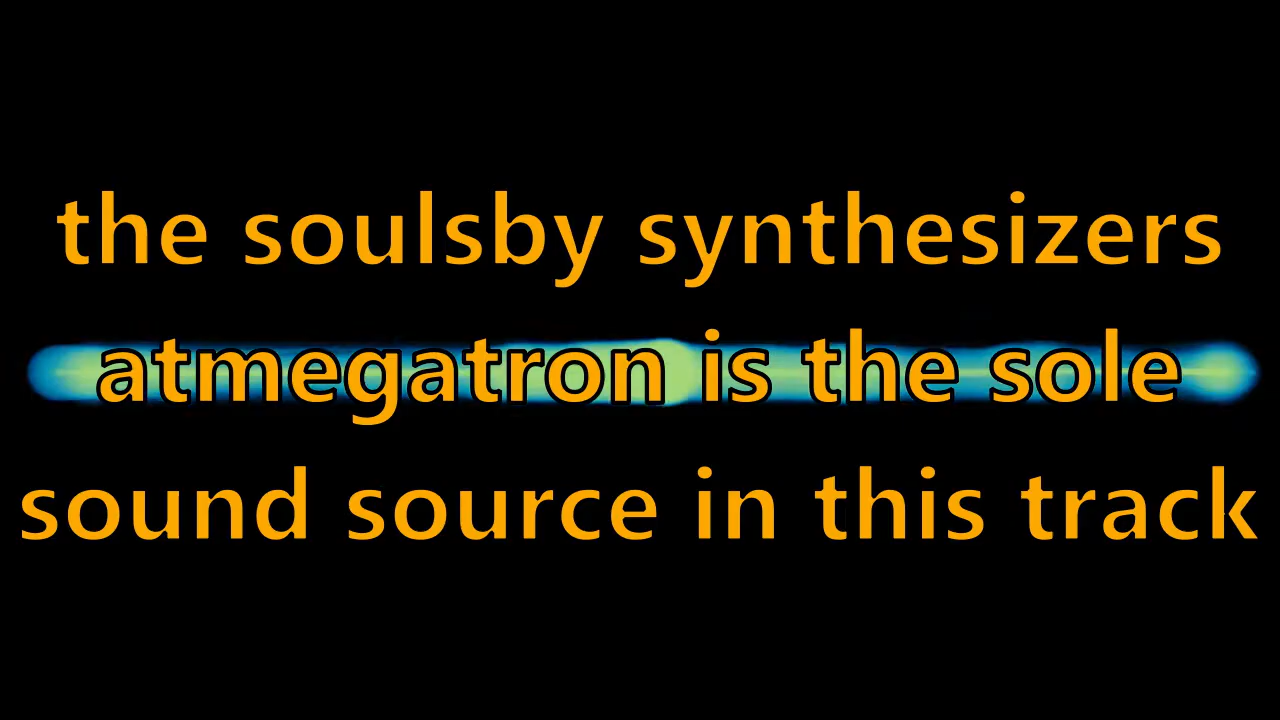 the soulsby synthesizers
atmegatron is the sole
sound source in this track